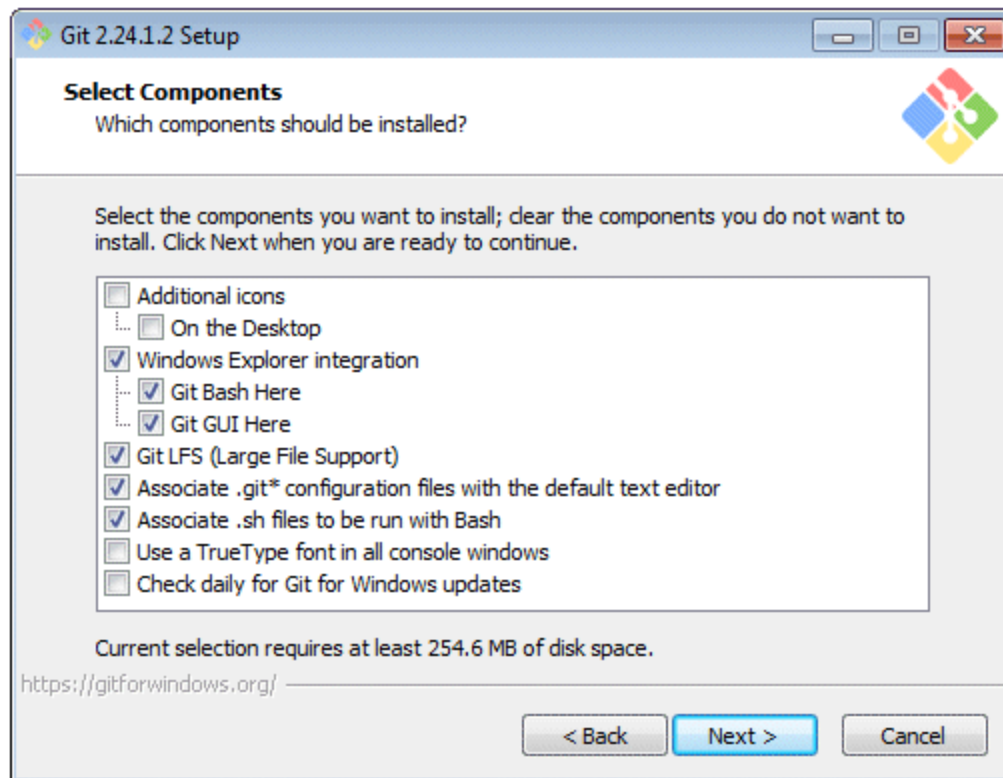 Git 2.24.1.2 Setup
Select Components
Which components should be installed?
Select the components you want to install; clear the components you do not want to
install. Click Next when you are ready to continue.
Additional icons
On the Desktop
Windows Explorer integration
Git Bash Here
Git GUI Here
Git LFS (Large File Support)
Associate .git* configuration files with the default text editor
Associate .sh files to be run with Bash
Use a TrueType font in all console windows
Check daily for Git for Windows updates
Current selection requires at least 254.6 MB of disk space.
https://gitforwindows.org/
< Back Next > Cancel